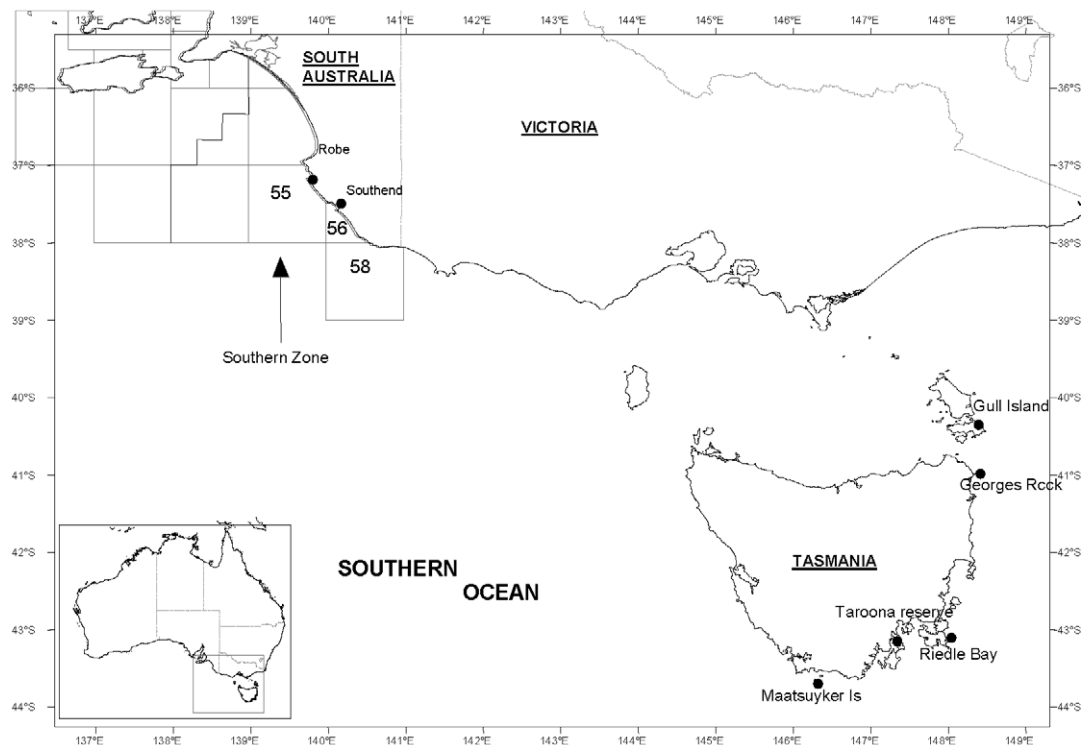 137°E 138°E 139°E 140°E 141°E 142°E 143°E 144°E 145°E 146°E 147°E 148°E 149°E
SOUTH
AUSTRALIA
36°S 36°S
VICTORIA
Robe
37°S 37°S
55
Southend
56
38°S 38°S
58
39°S 39°S
Southern Zone
40°S 40°S
Gull Island
41°S 41°S
Georges Rcck
42°S 42°S
SOUTHERN
OCEAN
TASMANIA
Taroona reserve
43°S 43°S
Riedle Bay
Maatsuyker Is
44°S 44°S
137°E 138°E 139°E 140°E 141°E 142°E 143°E 144°E 145°E 146°E 147°E 148°E 149°E